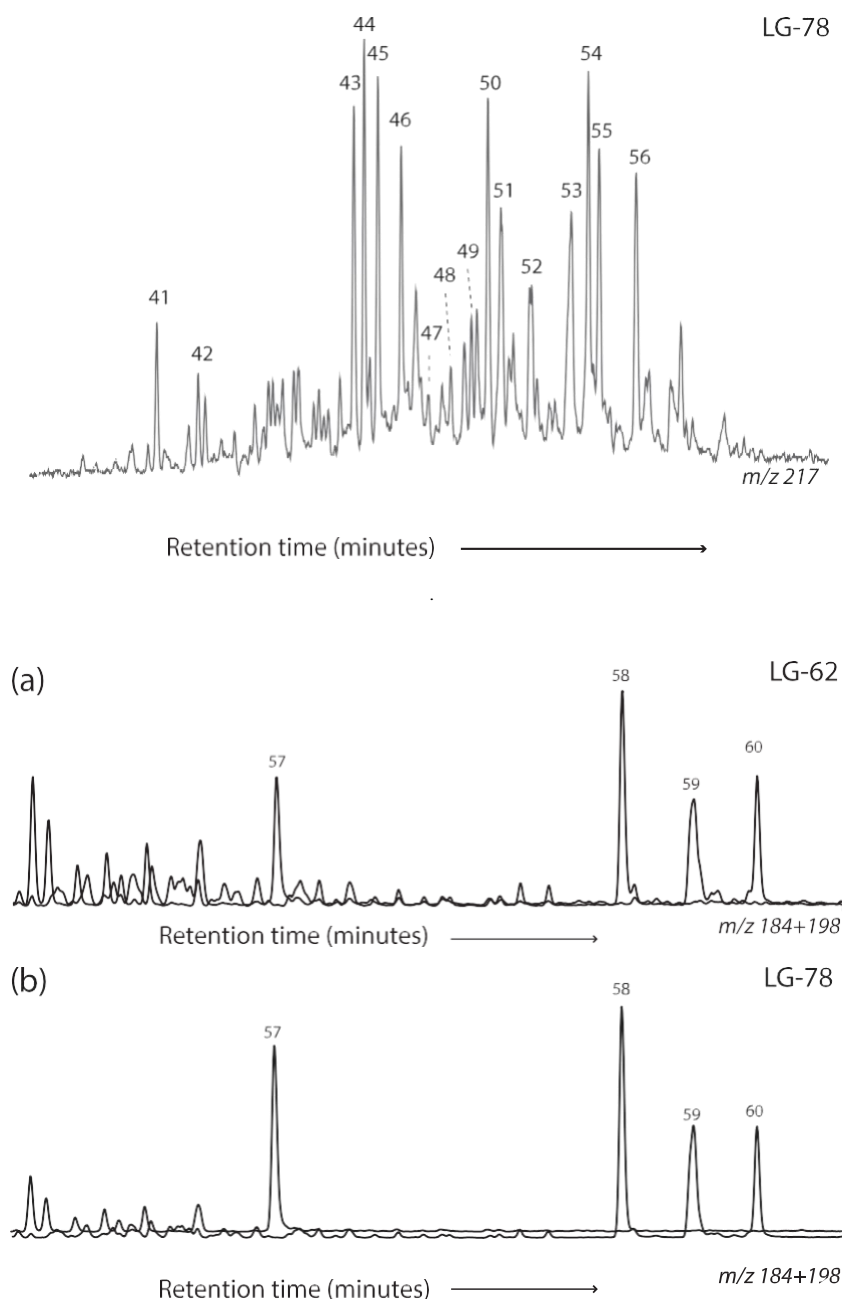 LG-78
44
43
45
46
50
54
55
56
51
53
49
48
52
47
41
42
m/z 217
Retention time (minutes)
(a)
LG-62
58
57
59
60
Retention time (minutes)
m/z 184+198
(b)
LG-78
58
57
59
60
Retention time (minutes)
m/z 184+198